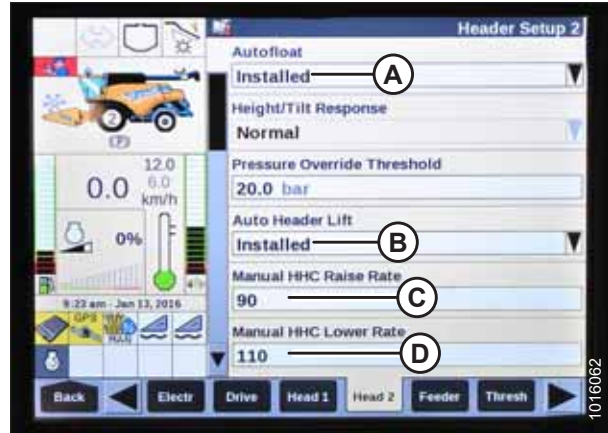 Header Setup 2
Autofloat
Installed
A
Height/Tilt Response
Normal
Pressure Override Threshold
20.0 bar
Auto Header Lift
Installed
B
Manual HHC Raise Rate
90
C
Manual HHC Lower Rate
110
D
2
(P)
0.0
12.0
6.0
km/h
0%
9:23 am - Jan 13, 2016
GPS
Back
Electr
Drive
Head 1
Head 2
Feeder
Thresh
1016062